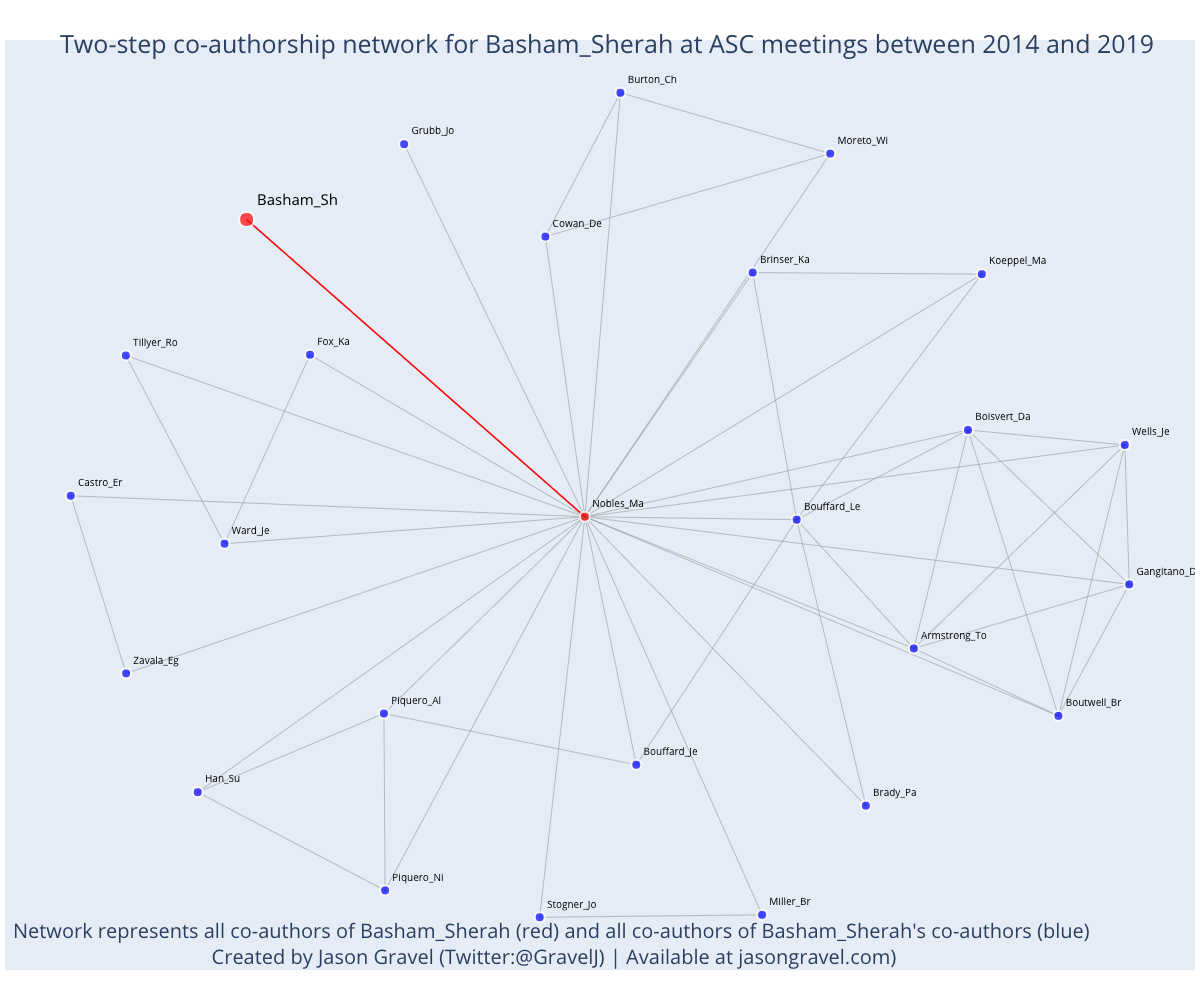 Two-step co-authorship network for Basham_Sherah at ASC meetings between 2014 and 2019
Burton_Ch
Grubb_Jo
Moreto_Wi
Basham_Sh
Cowan_De
Brinser_Ka
Koeppel_Ma
Tillyer_Ro
Fox_Ka
Boisvert_Da
Wells_Je
Castro_Er
Nobles_Ma
Bouffard_Le
Ward_Je
Gangitano_D
Armstrong_To
Zavala_Eg
Piquero_Al
Boutwell_Br
Bouffard_Je
Han_Su
Brady_Pa
Piquero_Ni
Stogner_Jo
Miller_Br
Network represents all co-authors of Basham_Sherah (red) and all co-authors of Basham_Sherah's co-authors (blue)
Created by Jason Gravel (Twitter:@GravelJ) | Available at jasongravel.com)